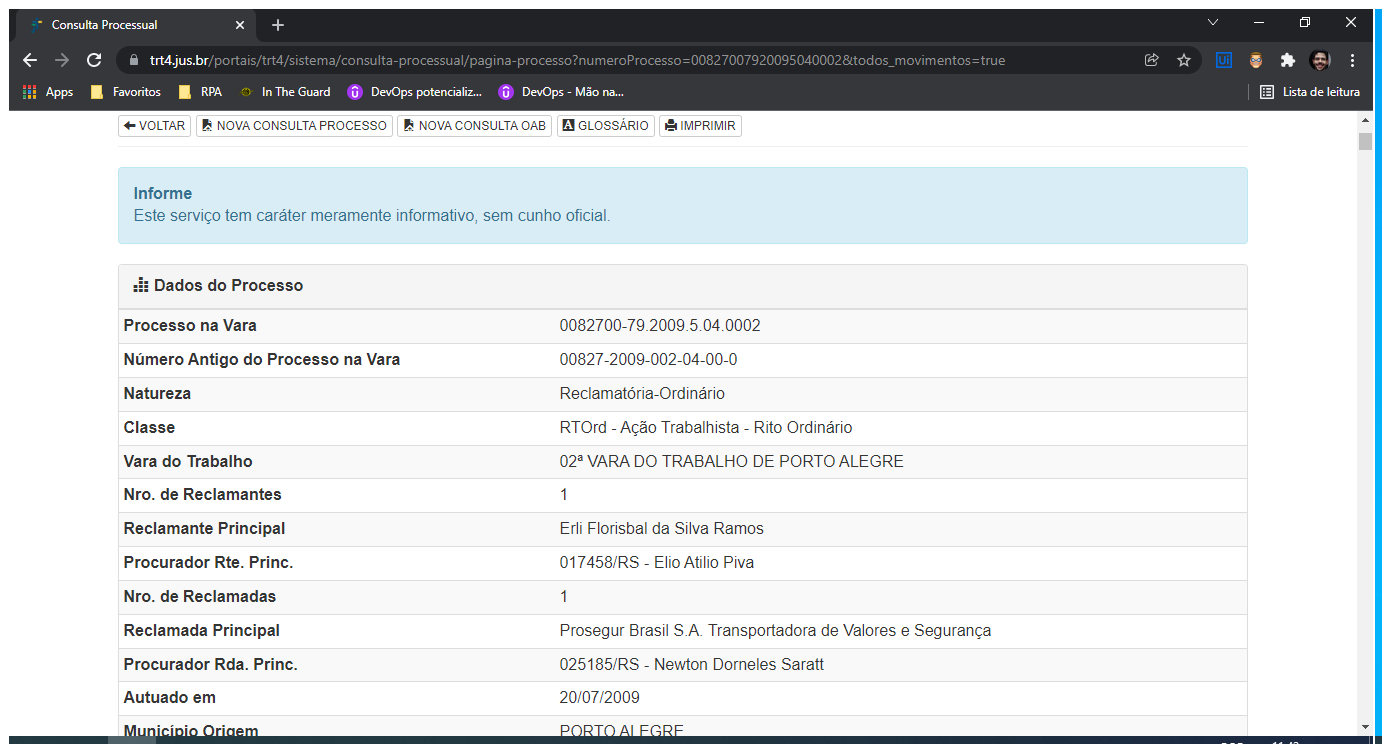 Consulta Processual
trt4.jus.br/portais/trt4/sistema/consulta-processual/pagina-processo?numeroProcesso=00827007920095040002&todos_movimentos=true
Apps Favoritos RPA In The Guard DevOps potencializ... DevOps - Mão na... Lista de leitura
VOLTAR NOVA CONSULTA PROCESSO NOVA CONSULTA OAB GLOSSÁRIO IMPRIMIR
Informe
Este serviço tem caráter meramente informativo, sem cunho oficial.
Dados do Processo
Processo na Vara 0082700-79.2009.5.04.0002
Número Antigo do Processo na Vara 00827-2009-002-04-00-0
Natureza Reclamatória-Ordinário
Classe RTOrd - Ação Trabalhista - Rito Ordinário
Vara do Trabalho 02ª VARA DO TRABALHO DE PORTO ALEGRE
Nro. de Reclamantes 1
Reclamante Principal Erli Florisbal da Silva Ramos
Procurador Rte. Princ. 017458/RS - Elio Atilio Piva
Nro. de Reclamadas 1
Reclamada Principal Prosegur Brasil S.A. Transportadora de Valores e Segurança
Procurador Rda. Princ. 025185/RS - Newton Dorneles Saratt
Autuado em 20/07/2009
Município Origem PORTO ALEGRE